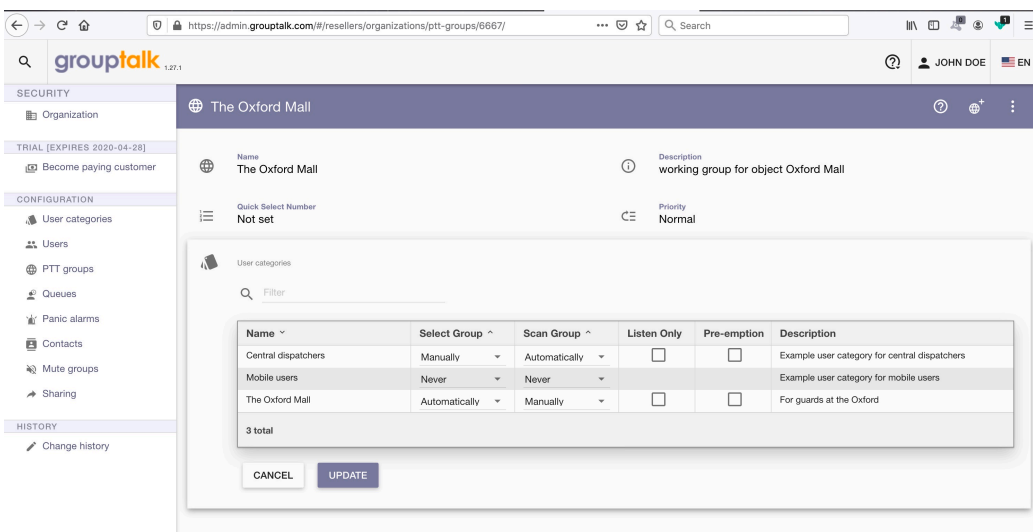 https://admin.grouptalk.com/#/resellers/organizations/ptt-groups/6667/
Search
grouptalk 1.27.1
JOHN DOE
EN
SECURITY
Organization
TRIAL [EXPIRES 2020-04-28]
Become paying customer
CONFIGURATION
User categories
Users
PTT groups
Queues
Panic alarms
Contacts
Mute groups
Sharing
HISTORY
Change history
The Oxford Mall
Name
The Oxford Mall
Description
working group for object Oxford Mall
Quick Select Number
Not set
Priority
Normal
User categories
Filter
Name Select Group Scan Group Listen Only Pre-emption Description
Central dispatchers Manually Automatically Example user category for central dispatchers
Mobile users Never Never Example user category for mobile users
The Oxford Mall Automatically Manually For guards at the Oxford
3 total
CANCEL UPDATE